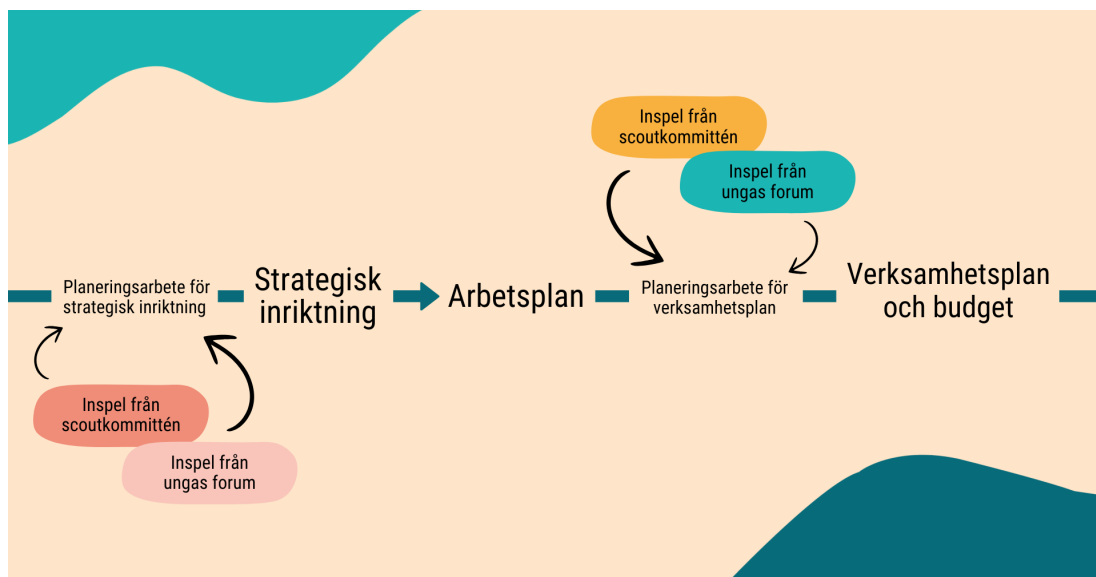 Inspel från
scoutkommittén
Inspel från
ungas forum
Planeringsarbete för
strategisk inriktning
Strategisk
inriktning
Arbetsplan
Planeringsarbete för
verksamhetsplan
Verksamhetsplan
och budget
Inspel från
scoutkommittén
Inspel från
ungas forum